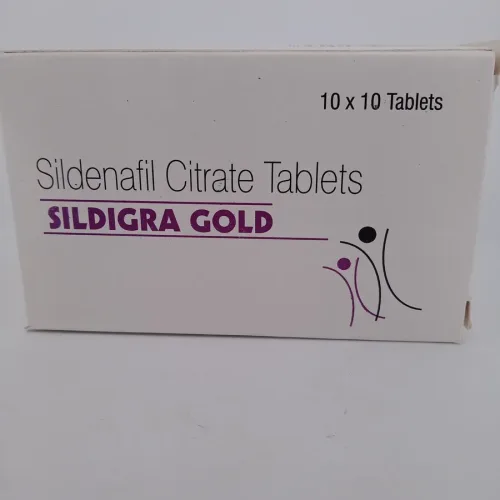 10 x 10 Tablets
Sildenafil Citrate Tablets
SILDIGRA GOLD